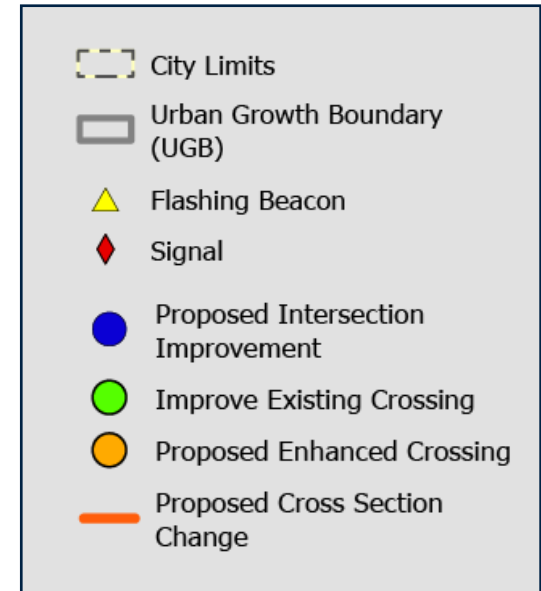 City Limits
Urban Growth Boundary
(UGB)
Flashing Beacon
Signal
Proposed Intersection
Improvement
Improve Existing Crossing
Proposed Enhanced Crossing
Proposed Cross Section
Change